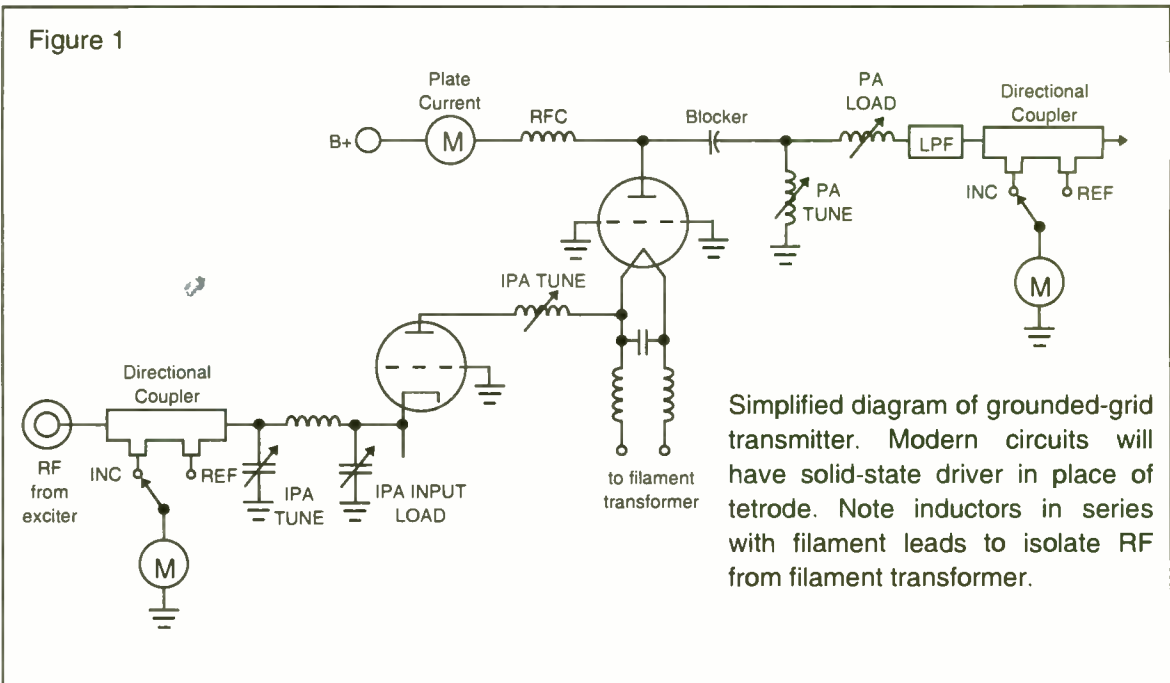 Figure 1
Plate
Current
M
B+
RFC
Blocker
PA
LOAD
LPF
Directional
Coupler
INC
REF
M
PA
TUNE
IPA TUNE
to filament
transformer
RF
from
exciter
Directional
Coupler
INC
REF
M
IPA
TUNE
IPA INPUT
LOAD
Simplified diagram of grounded-grid
transmitter. Modern circuits will
have solid-state driver in place of
tetrode. Note inductors in series
with filament leads to isolate RF
from filament transformer.